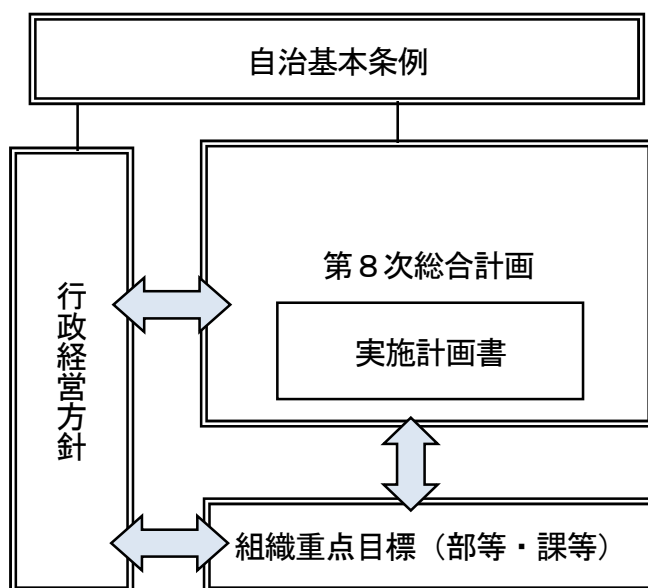 自治基本条例
行政経営方針
第８次総合計画
実施計画書
組織重点目標（部等・課等）